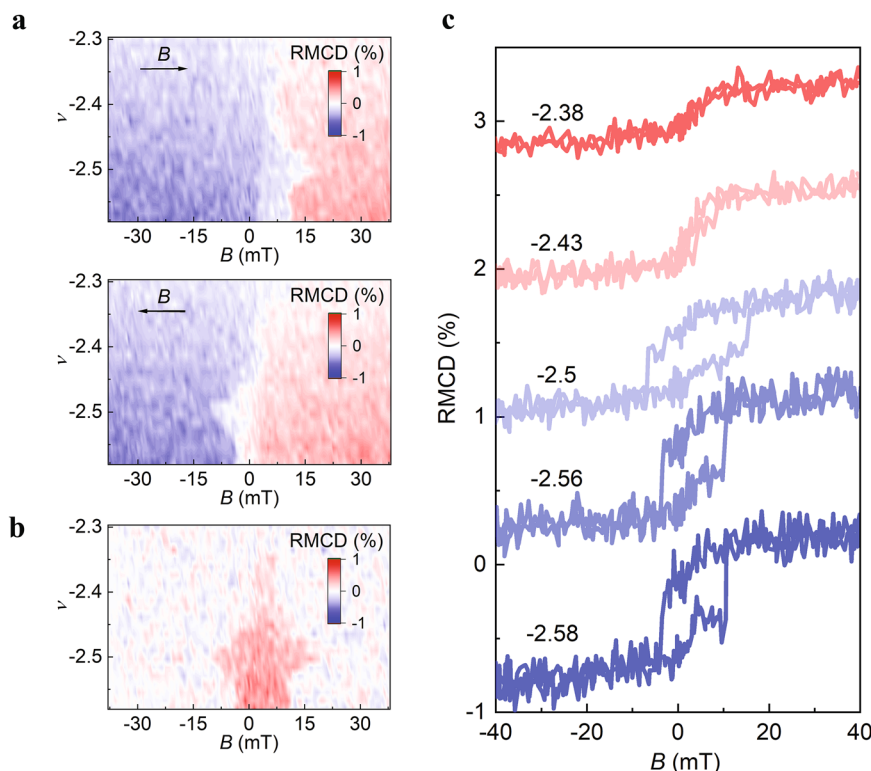 a
B
RMCD (%)
1
0
-1
-2.3
-2.4
-2.5
ν
-30 -15 0 15 30
B (mT)
B
RMCD (%)
1
0
-1
-2.3
-2.4
-2.5
ν
-30 -15 0 15 30
B (mT)
b
RMCD (%)
1
0
-1
-2.3
-2.4
-2.5
ν
-30 -15 0 15 30
B (mT)
c
RMCD (%)
3
2
1
0
-1
-2.38
-2.43
-2.5
-2.56
-2.58
-40 -20 0 20 40
B (mT)